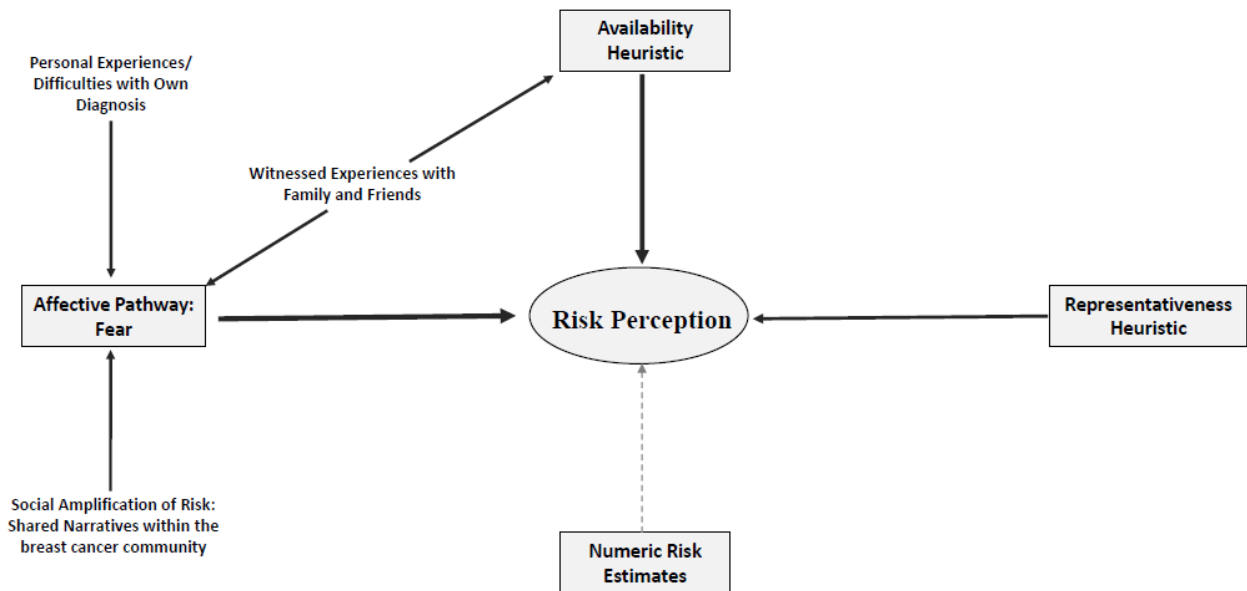 Availability
Heuristic
Personal Experiences/
Difficulties with Own
Diagnosis
Witnessed Experiences with
Family and Friends
Affective Pathway:
Fear
Risk Perception
Representativeness
Heuristic
Social Amplification of Risk:
Shared Narratives within the
breast cancer community
Numeric Risk
Estimates